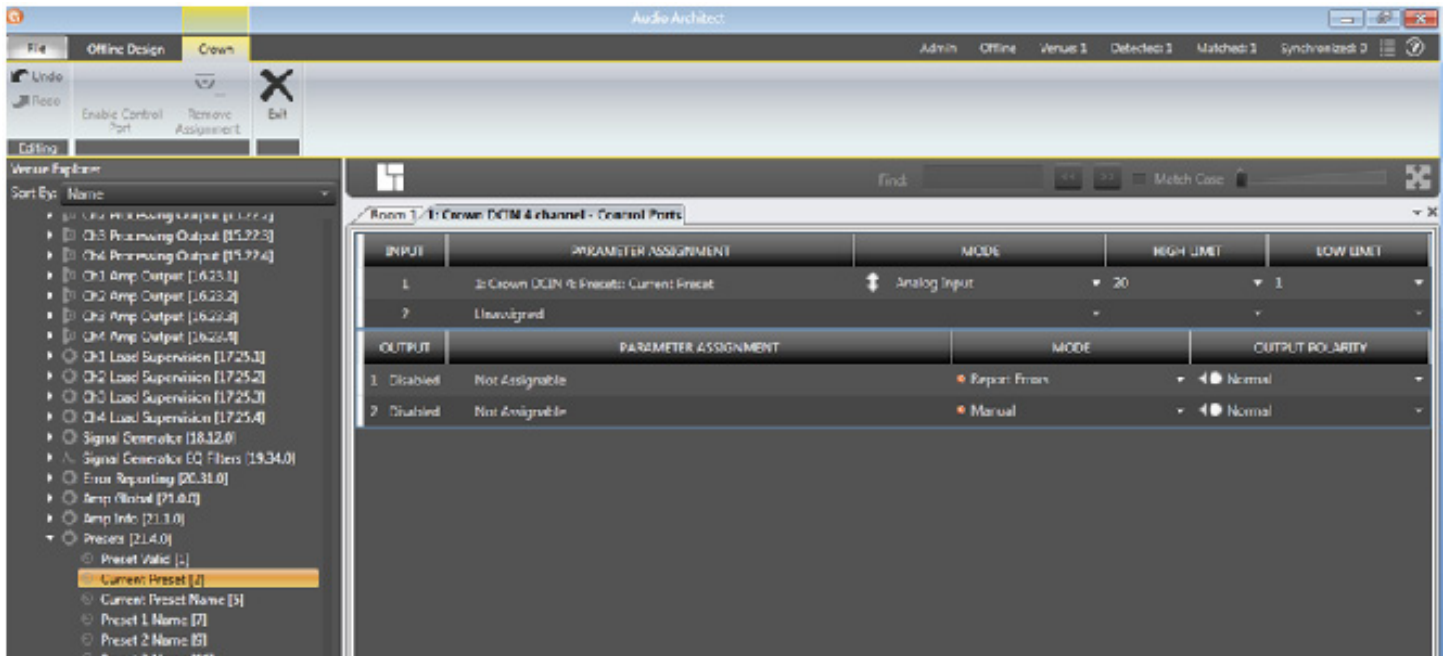 Audio Architect
File Offline Design Crown
Admin Offline Venue: 1 Detected: 1 Matched: 1 Synchronized: 0
Undo
Redo
Enable Control Port
Remove Assignment
Exit
Editing
Venue Explorer
Sort By: Name
Find: << >> Match Case
Room 1 1: Crown DCiN 4 channel - Control Ports
Ch2 Processing Output [15.22.2]
Ch3 Processing Output [15.22.3]
Ch4 Processing Output [15.22.4]
Ch1 Amp Output [16.23.1]
Ch2 Amp Output [16.23.2]
Ch3 Amp Output [16.23.3]
Ch4 Amp Output [16.23.4]
Ch1 Load Supervision [17.25.1]
Ch2 Load Supervision [17.25.2]
Ch3 Load Supervision [17.25.3]
Ch4 Load Supervision [17.25.4]
Signal Generator [18.12.0]
Signal Generator EQ Filters [19.34.0]
Error Reporting [20.31.0]
Amp Global [21.0.0]
Amp Info [21.1.0]
Presets [21.4.0]
Preset Valid [1]
Current Preset [2]
Current Preset Name [5]
Preset 1 Name [7]
Preset 2 Name [9]
INPUT PARAMETER ASSIGNMENT MODE HIGH LIMIT LOW LIMIT
1 1: Crown DCiN 4: Presets: Current Preset Analog Input 20 1
2 Unassigned
OUTPUT PARAMETER ASSIGNMENT MODE OUTPUT POLARITY
1 Disabled Not Assignable Report Errors Normal
2 Disabled Not Assignable Manual Normal